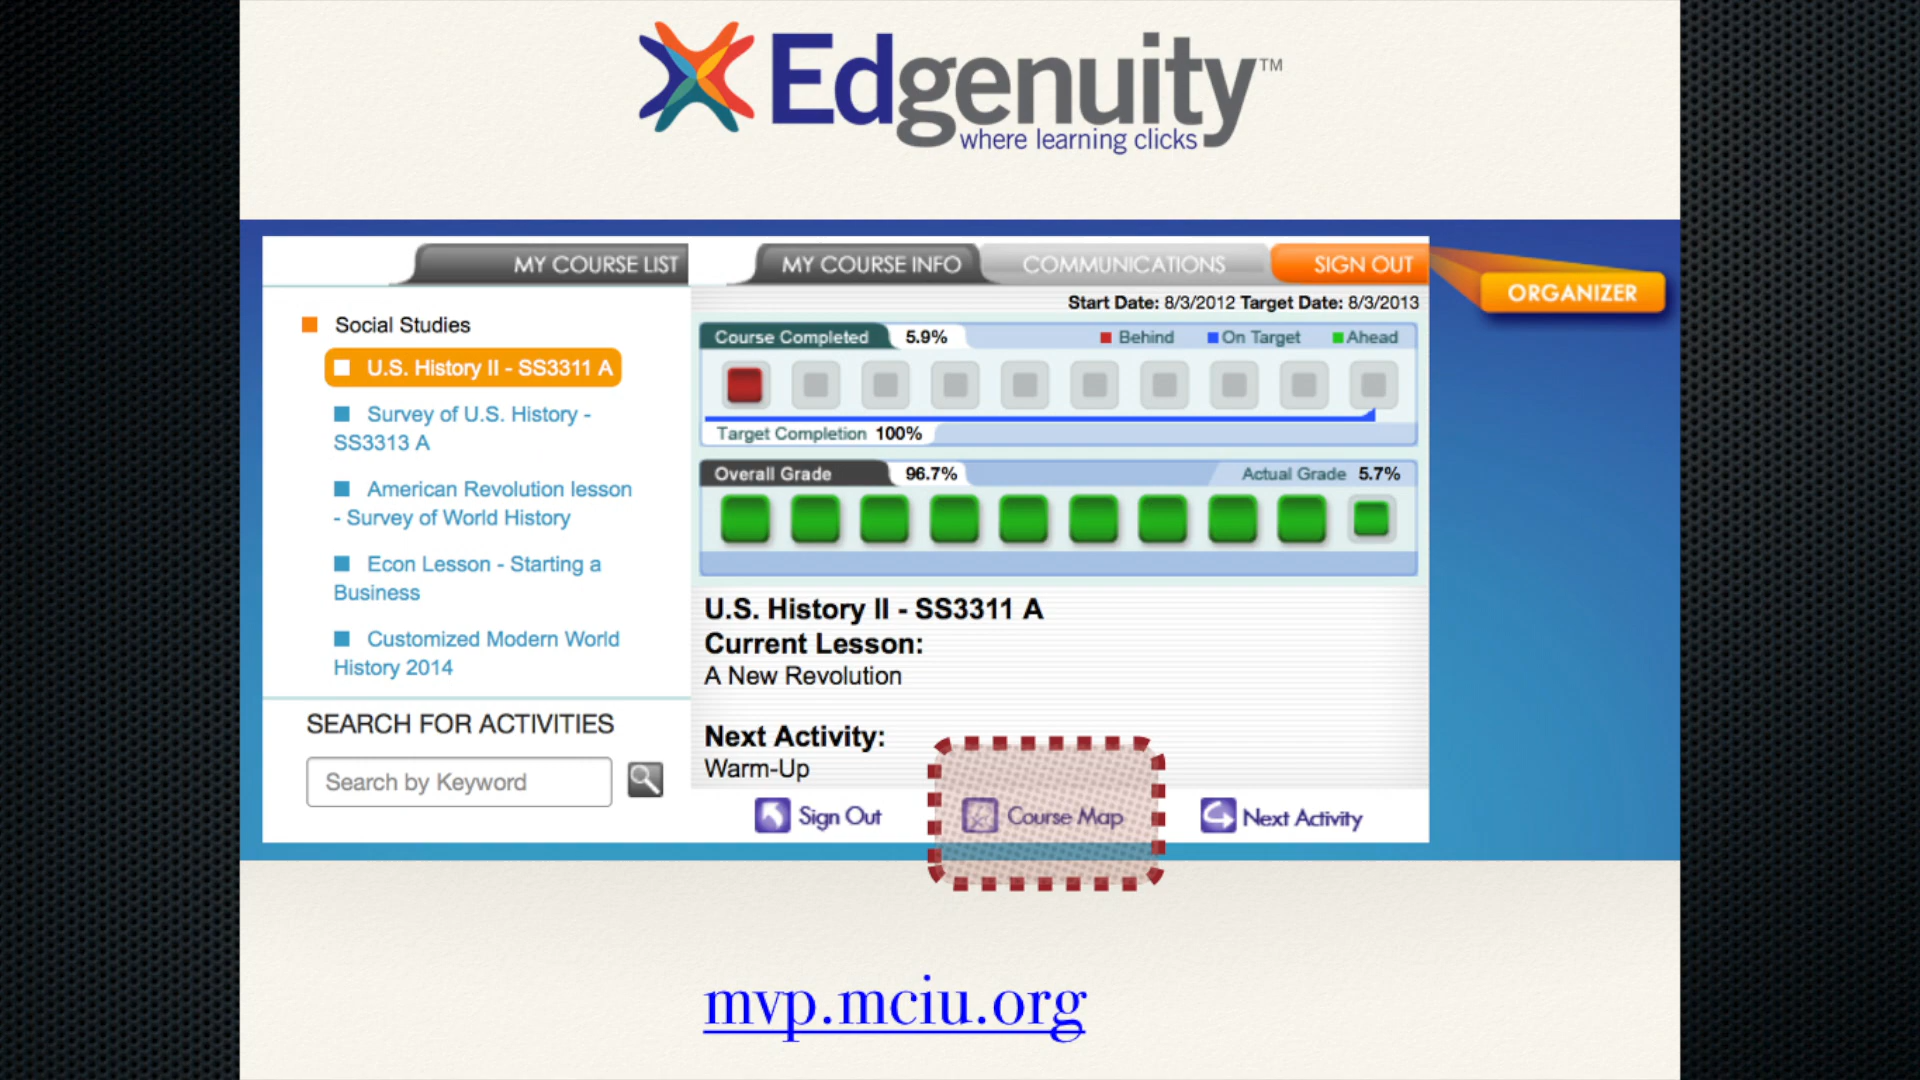 Edgenuity™
where learning clicks
MY COURSE LIST
MY COURSE INFO
COMMUNICATIONS
SIGN OUT
ORGANIZER
Start Date: 8/3/2012 Target Date: 8/3/2013
Social Studies
U.S. History II - SS3311 A
Survey of U.S. History -
SS3313 A
American Revolution lesson
- Survey of World History
Econ Lesson - Starting a
Business
Customized Modern World
History 2014
SEARCH FOR ACTIVITIES
Search by Keyword
Course Completed 5.9%
Behind On Target Ahead
Target Completion 100%
Overall Grade 96.7%
Actual Grade 5.7%
U.S. History II - SS3311 A
Current Lesson:
A New Revolution
Next Activity:
Warm-Up
Sign Out
Course Map
Next Activity
mvp.mciu.org